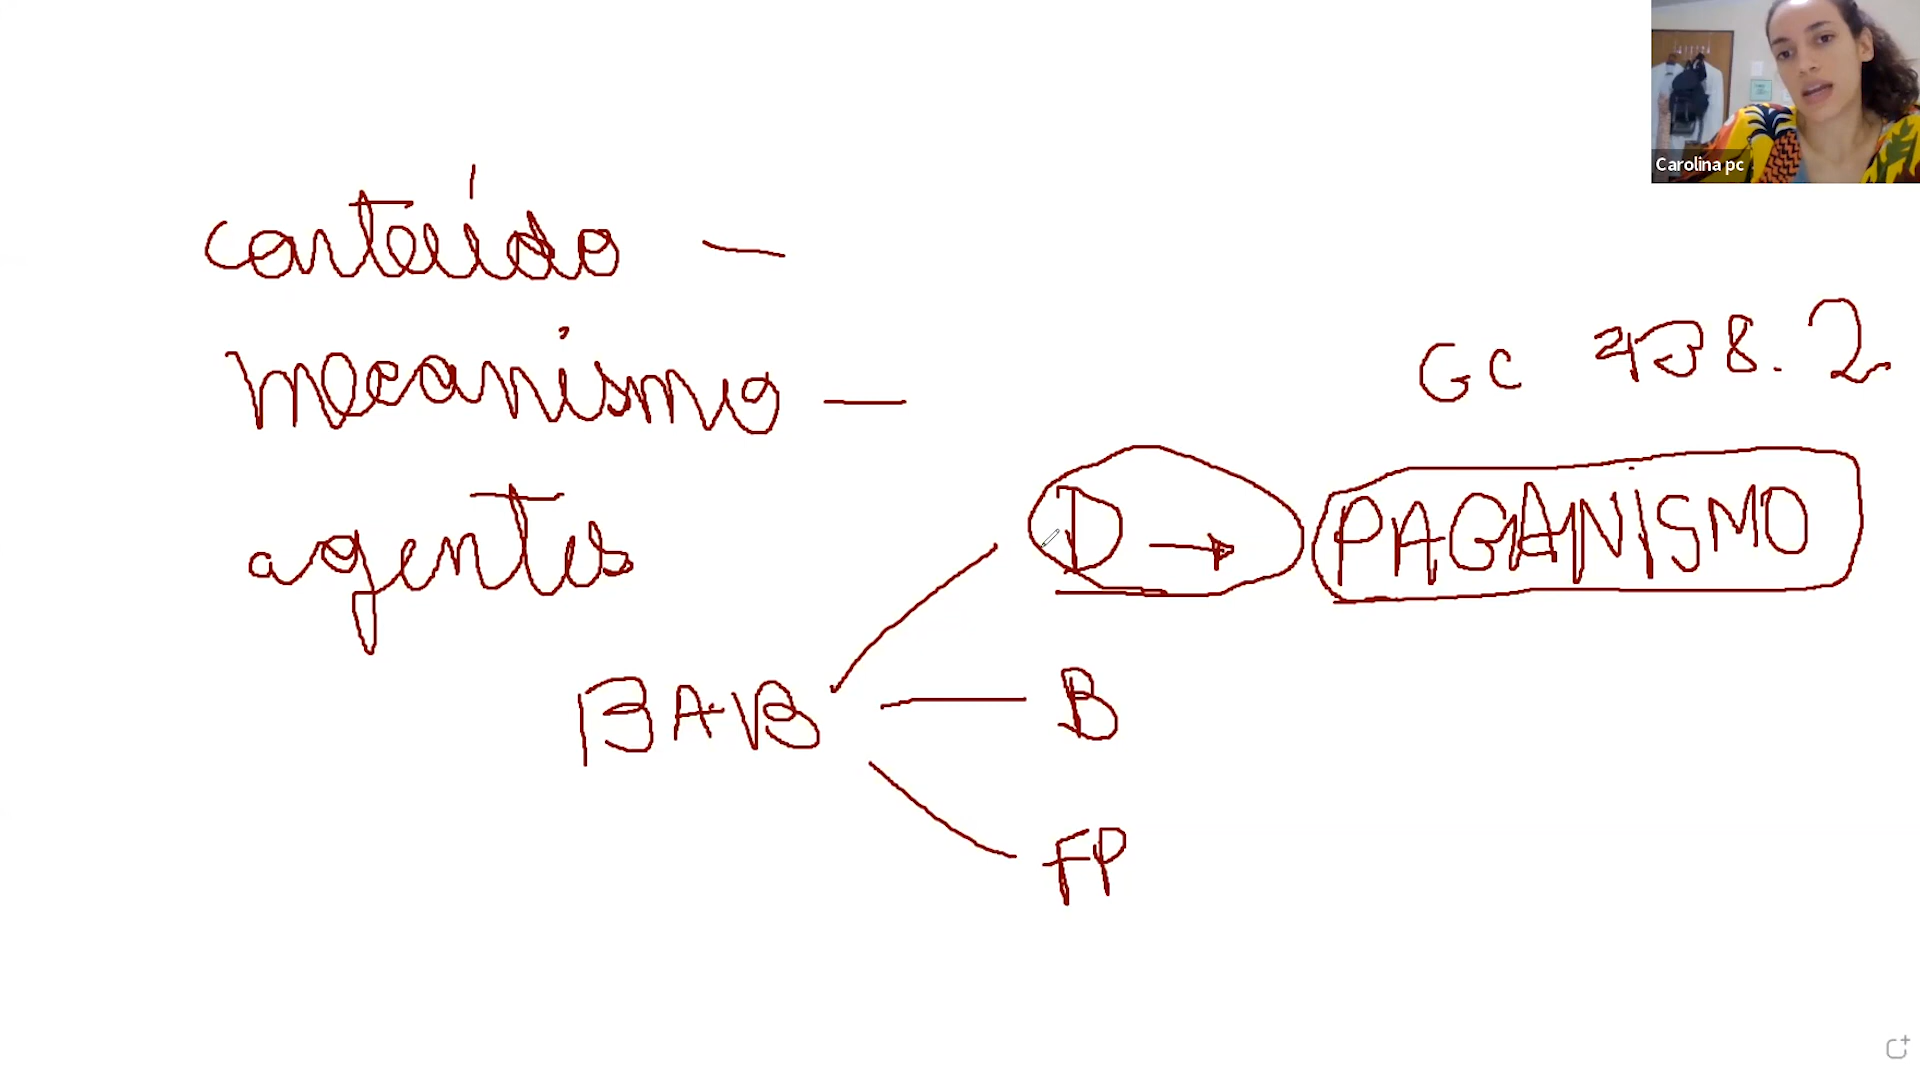 Carolina pc
conteúdo —
mecanismo —
GC 438.2
agentes
D → PAGANISMO
BAB
B
FP